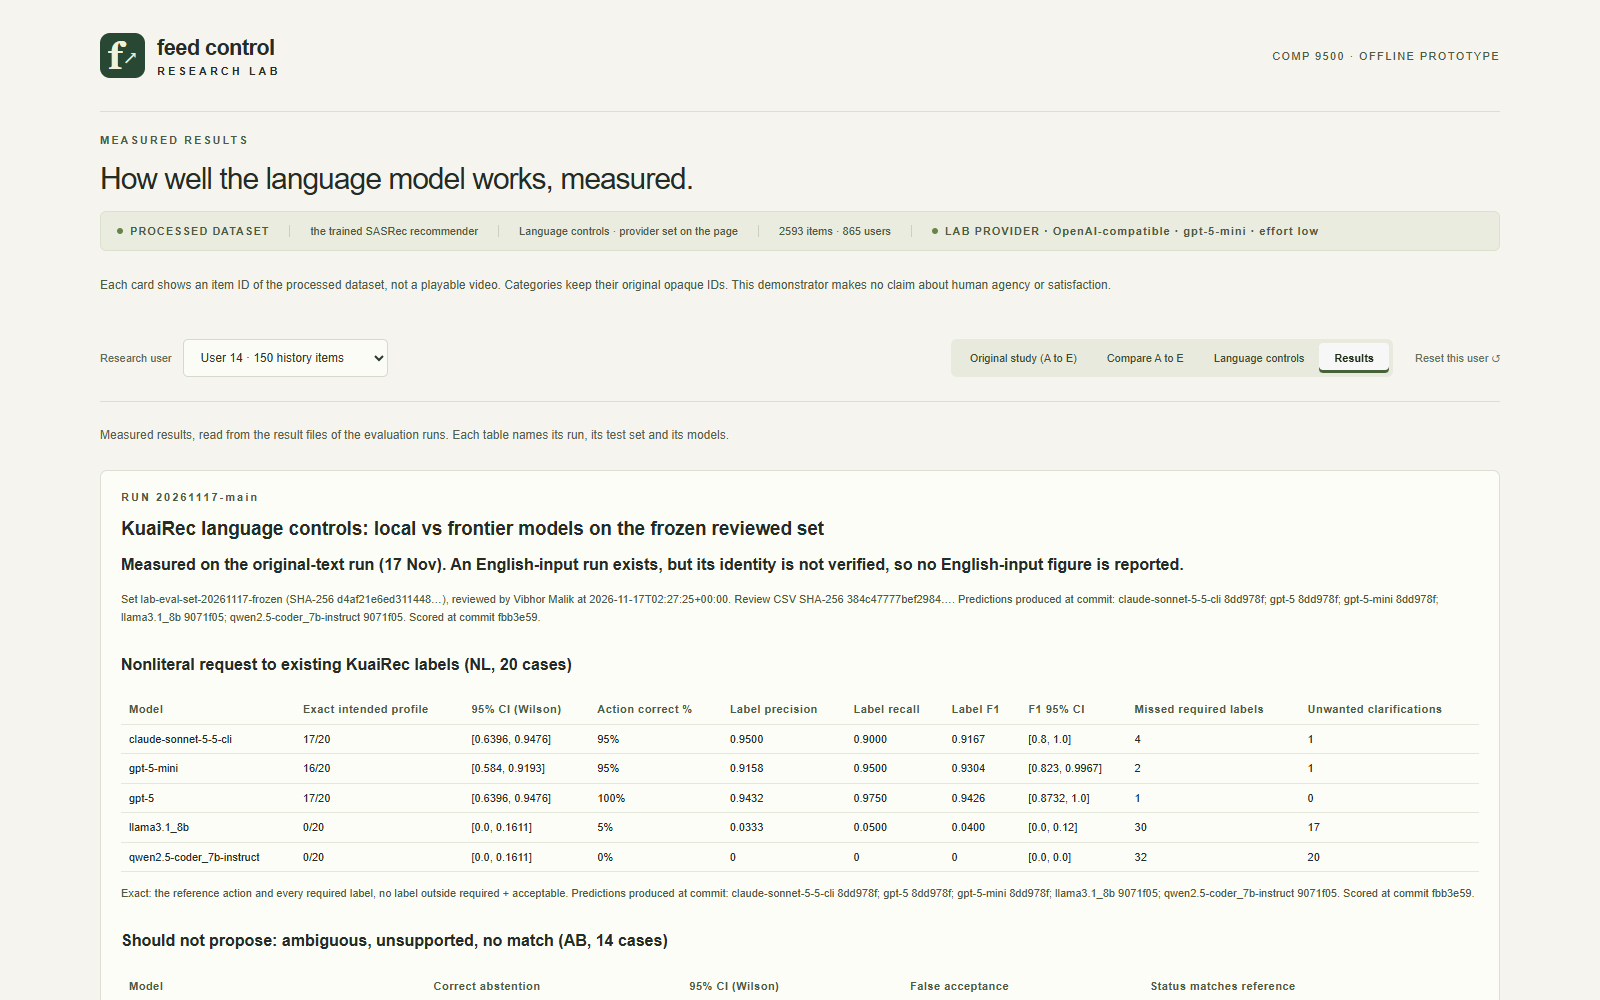 f↗
feed control
RESEARCH LAB
COMP 9500 · OFFLINE PROTOTYPE
MEASURED RESULTS
How well the language model works, measured.
PROCESSED DATASET the trained SASRec recommender Language controls · provider set on the page 2593 items · 865 users LAB PROVIDER · OpenAI-compatible · gpt-5-mini · effort low
Each card shows an item ID of the processed dataset, not a playable video. Categories keep their original opaque IDs. This demonstrator makes no claim about human agency or satisfaction.
Research user User 14 · 150 history items Original study (A to E) Compare A to E Language controls Results Reset this user ↺
Measured results, read from the result files of the evaluation runs. Each table names its run, its test set and its models.
RUN 20261117-main
KuaiRec language controls: local vs frontier models on the frozen reviewed set
Measured on the original-text run (17 Nov). An English-input run exists, but its identity is not verified, so no English-input figure is reported.
Set lab-eval-set-20261117-frozen (SHA-256 d4af21e6ed311448…), reviewed by Vibhor Malik at 2026-11-17T02:27:25+00:00. Review CSV SHA-256 384c47777bef2984…. Predictions produced at commit: claude-sonnet-5-5-cli 8dd978f; gpt-5 8dd978f; gpt-5-mini 8dd978f;
llama3.1_8b 9071f05; qwen2.5-coder_7b-instruct 9071f05. Scored at commit fbb3e59.
Nonliteral request to existing KuaiRec labels (NL, 20 cases)
Model Exact intended profile 95% CI (Wilson) Action correct % Label precision Label recall Label F1 F1 95% CI Missed required labels Unwanted clarifications
claude-sonnet-5-5-cli 17/20 [0.6396, 0.9476] 95% 0.9500 0.9000 0.9167 [0.8, 1.0] 4 1
gpt-5-mini 16/20 [0.584, 0.9193] 95% 0.9158 0.9500 0.9304 [0.823, 0.9967] 2 1
gpt-5 17/20 [0.6396, 0.9476] 100% 0.9432 0.9750 0.9426 [0.8732, 1.0] 1 0
llama3.1_8b 0/20 [0.0, 0.1611] 5% 0.0333 0.0500 0.0400 [0.0, 0.12] 30 17
qwen2.5-coder_7b-instruct 0/20 [0.0, 0.1611] 0% 0 0 0 [0.0, 0.0] 32 20
Exact: the reference action and every required label, no label outside required + acceptable. Predictions produced at commit: claude-sonnet-5-5-cli 8dd978f; gpt-5 8dd978f; gpt-5-mini 8dd978f; llama3.1_8b 9071f05; qwen2.5-coder_7b-instruct 9071f05. Scored at commit fbb3e59.
Should not propose: ambiguous, unsupported, no match (AB, 14 cases)
Model Correct abstention 95% CI (Wilson) False acceptance Status matches reference